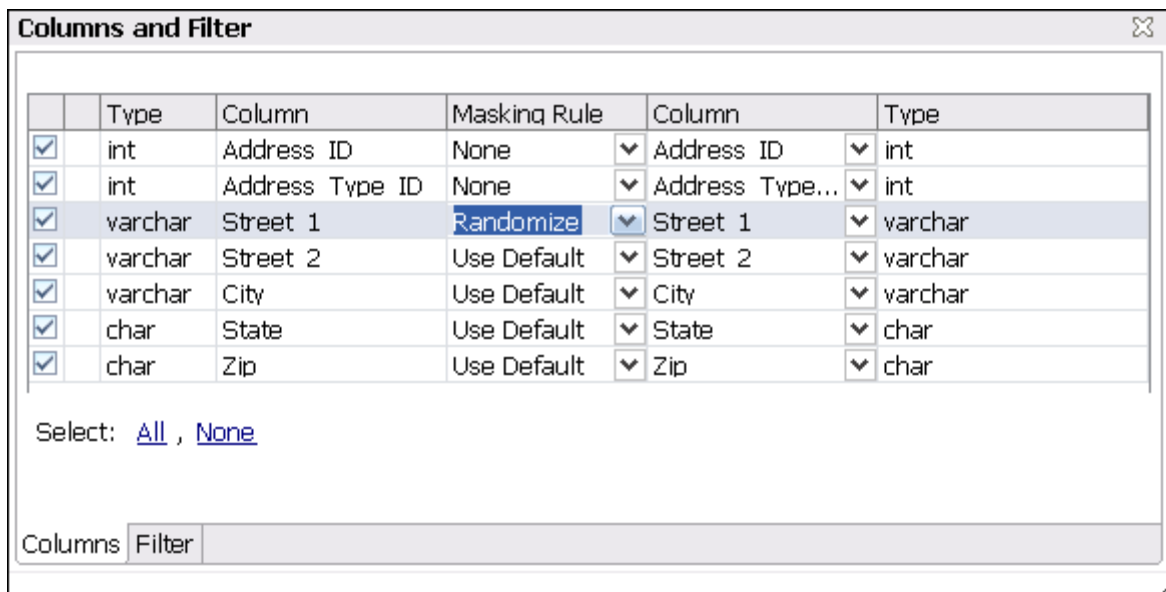 Columns and Filter
Type Column Masking Rule Column Type
int Address ID None Address ID int
int Address Type ID None Address Type... int
varchar Street 1 Randomize Street 1 varchar
varchar Street 2 Use Default Street 2 varchar
varchar City Use Default City varchar
char State Use Default State char
char Zip Use Default Zip char
Select: All , None
Columns Filter